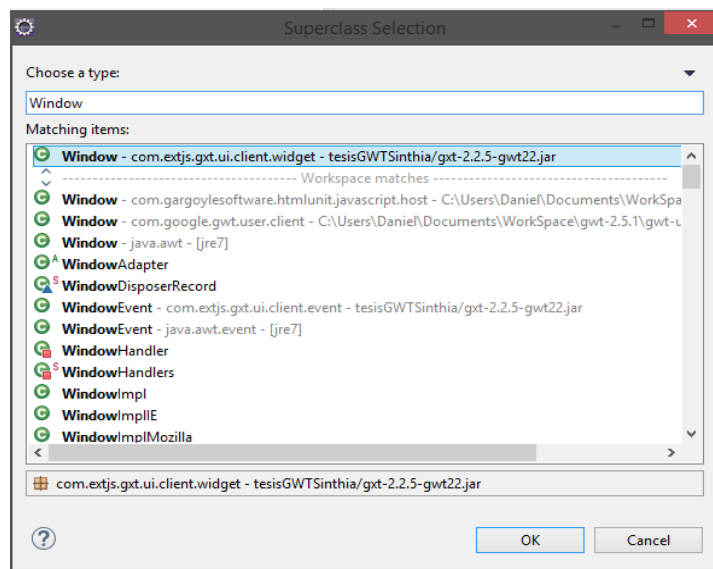 Superclass Selection
Choose a type:
Window
Matching items:
Window - com.extjs.gxt.ui.client.widget - tesisGWTSinthia/gxt-2.2.5-gwt22.jar
Workspace matches
Window - com.gargoylesoftware.htmlunit.javascript.host - C:\Users\Daniel\Documents\WorkSpa
Window - com.google.gwt.user.client - C:\Users\Daniel\Documents\WorkSpace\gwt-2.5.1\gwt-u
Window - java.awt - [jre7]
A WindowAdapter
S WindowDisposerRecord
WindowEvent - com.extjs.gxt.ui.client.event - tesisGWTSinthia/gxt-2.2.5-gwt22.jar
WindowEvent - java.awt.event - [jre7]
WindowHandler
S WindowHandlers
WindowImpl
WindowImplIE
WindowImplMozilla
com.extjs.gxt.ui.client.widget - tesisGWTSinthia/gxt-2.2.5-gwt22.jar
OK Cancel